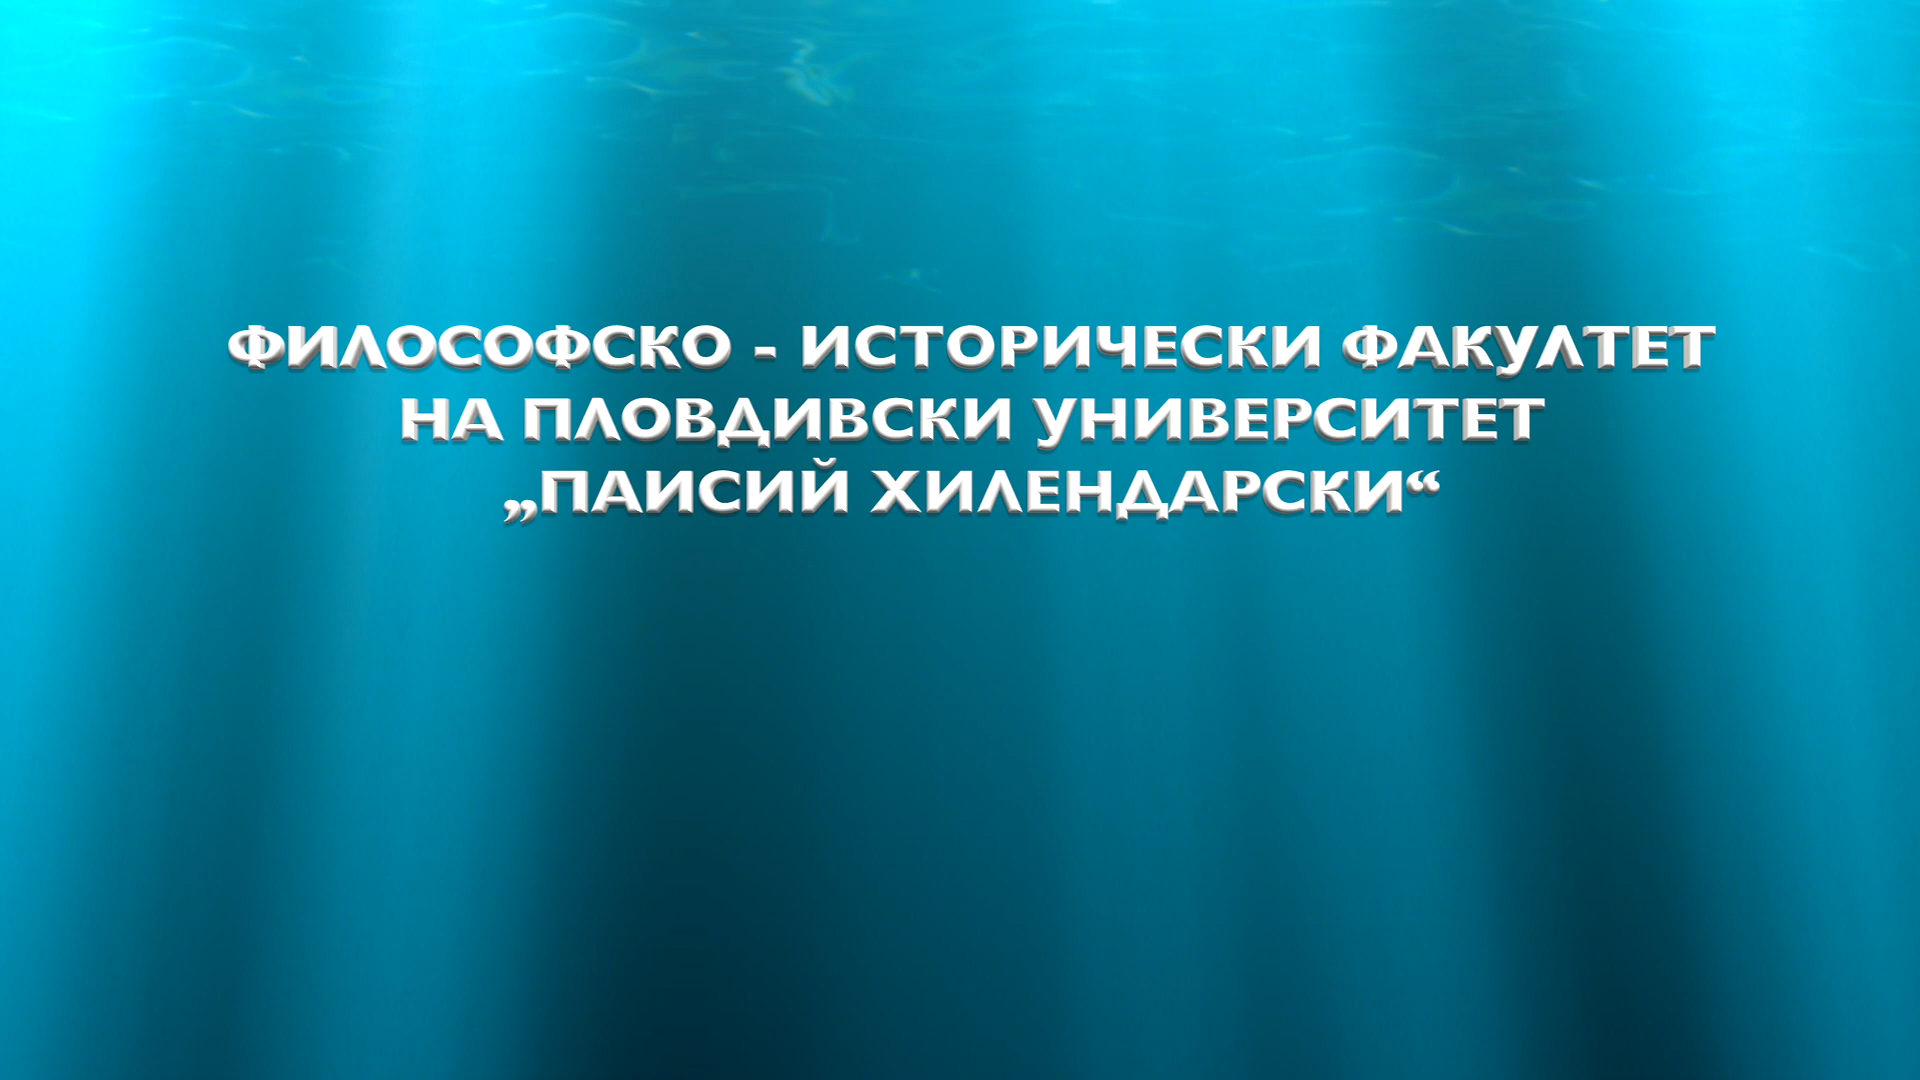 ФИЛОСОФСКО - ИСТОРИЧЕСКИ ФАКУЛТЕТ
НА ПЛОВДИВСКИ УНИВЕРСИТЕТ
„ПАИСИЙ ХИЛЕНДАРСКИ“